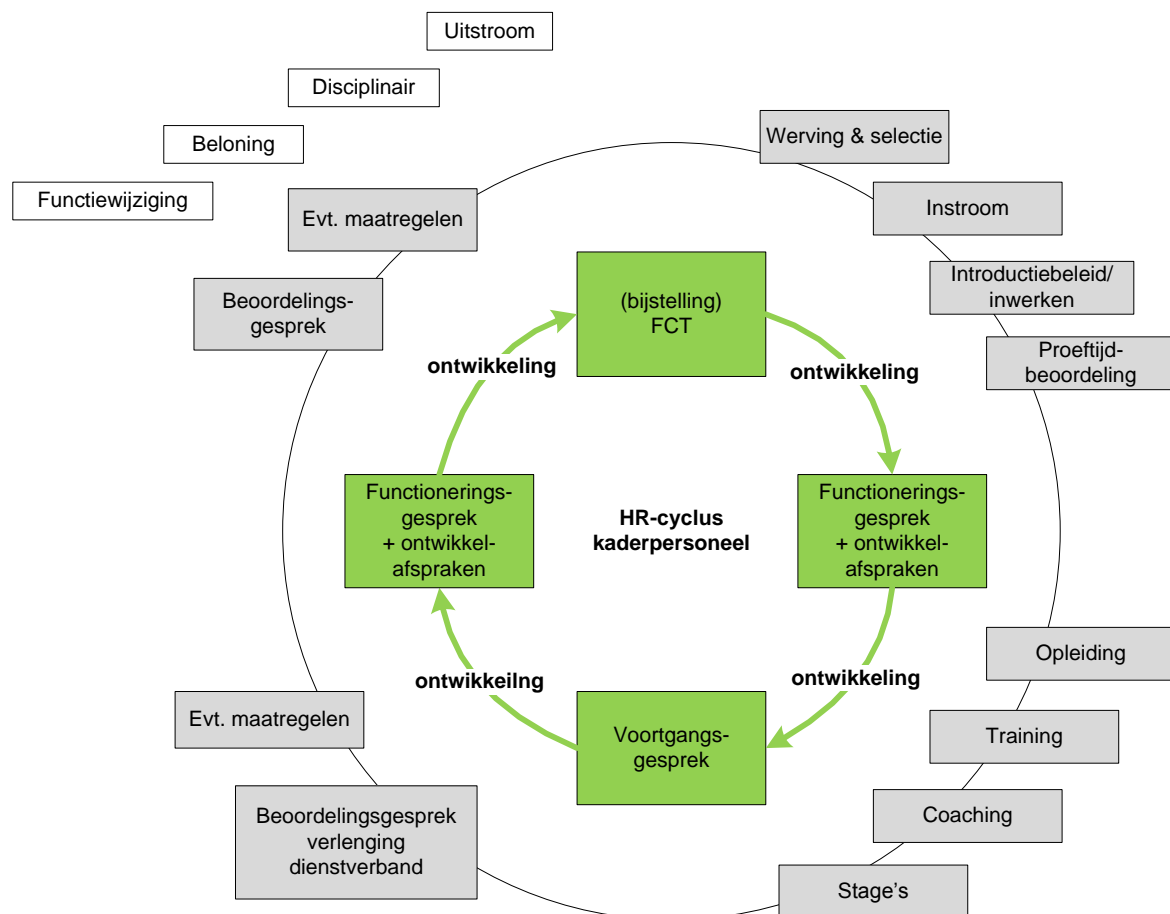 Uitstroom
Disciplinair
Beloning
Functiewijziging
Werving & selectie
Evt. maatregelen
Instroom
Beoordelings-
gesprek
Introductiebeleid/
inwerken
(bijstelling)
FCT
Proeftijd-
beoordeling
ontwikkeling
ontwikkeling
Functionerings-
gesprek
+ ontwikkel-
afspraken
HR-cyclus
kaderpersoneel
Functionerings-
gesprek
+ ontwikkel-
afspraken
Opleiding
ontwikkeilng
ontwikkeling
Evt. maatregelen
Voortgangs-
gesprek
Training
Beoordelingsgesprek
verlenging
dienstverband
Coaching
Stage's